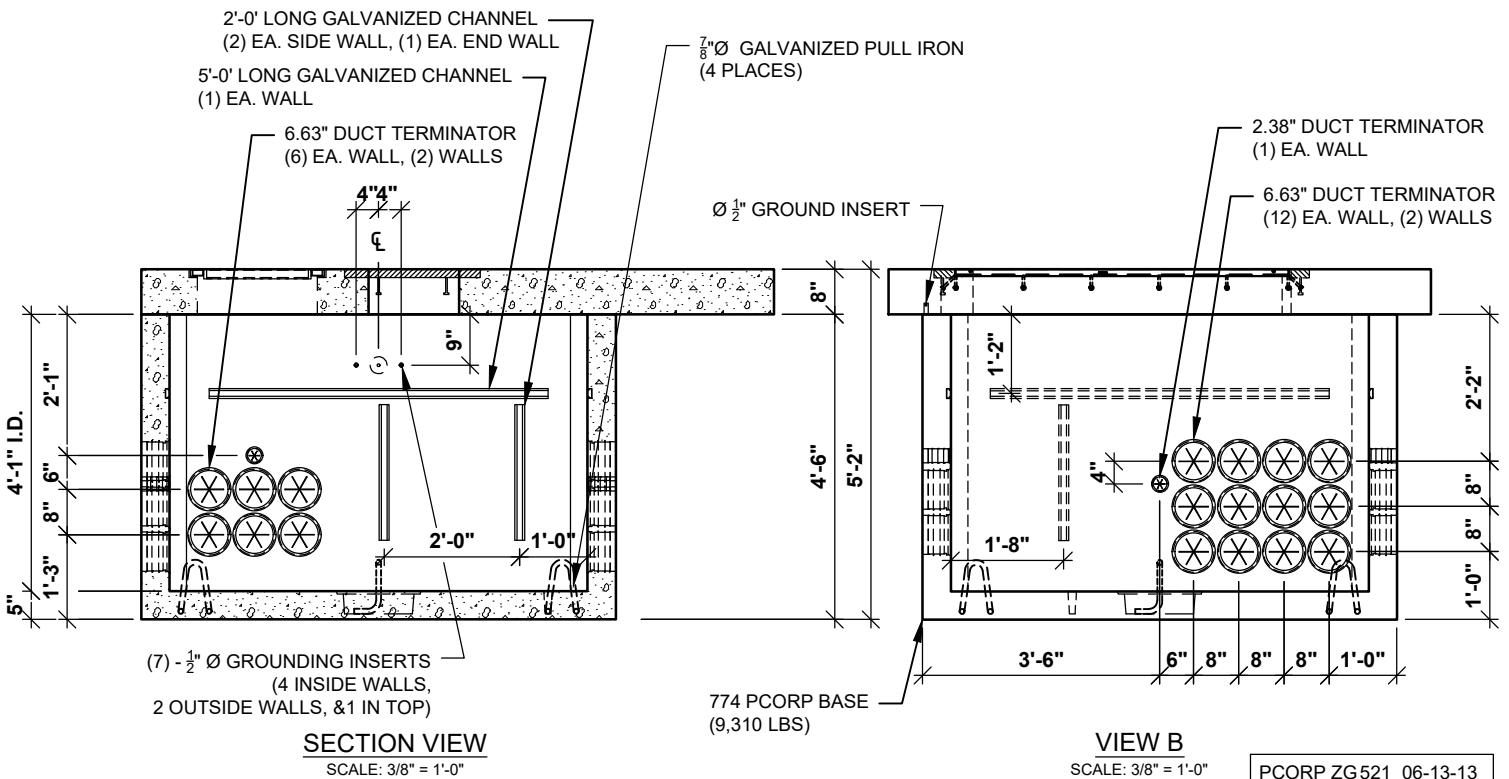 2'-0' LONG GALVANIZED CHANNEL
(2) EA. SIDE WALL, (1) EA. END WALL
5'-0' LONG GALVANIZED CHANNEL
(1) EA. WALL
6.63" DUCT TERMINATOR
(6) EA. WALL, (2) WALLS
7/8"Ø GALVANIZED PULL IRON
(4 PLACES)
4"4"
℄
9"
8"
4'-1" I.D.
5"
2'-1"
6"
8"
1'-3"
2'-0"
1'-0"
4'-6"
5'-2"
(7) - 1/2" Ø GROUNDING INSERTS
(4 INSIDE WALLS,
2 OUTSIDE WALLS, &1 IN TOP)
SECTION VIEW
SCALE: 3/8" = 1'-0"
2.38" DUCT TERMINATOR
(1) EA. WALL
6.63" DUCT TERMINATOR
(12) EA. WALL, (2) WALLS
Ø 1/2" GROUND INSERT
1'-2"
4"
1'-8"
2'-2"
8"
8"
1'-0"
3'-6"
6"
8"
8"
8"
1'-0"
774 PCORP BASE
(9,310 LBS)
VIEW B
SCALE: 3/8" = 1'-0"
PCORP ZG521 06-13-13